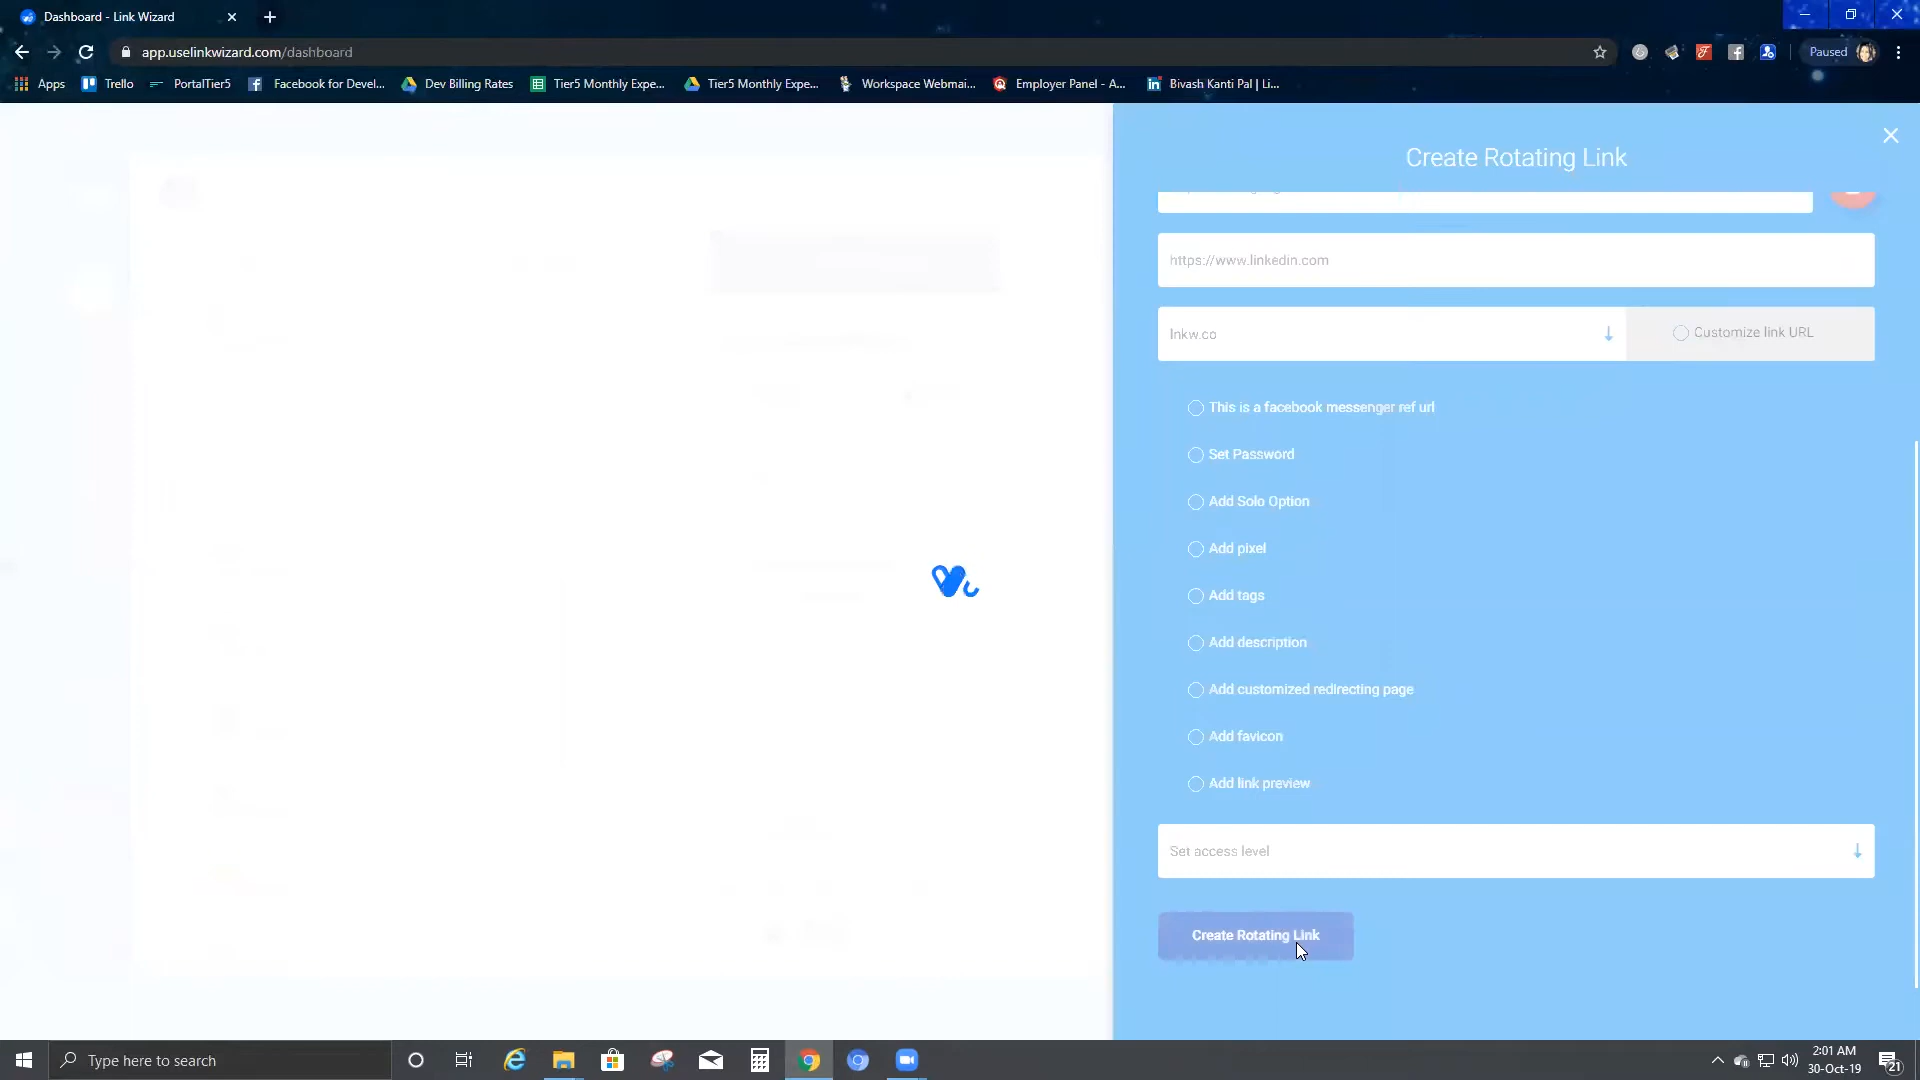 Dashboard - Link Wizard
app.uselinkwizard.com/dashboard
Paused
Apps
Trello
PortalTier5
Facebook for Devel...
Dev Billing Rates
Tier5 Monthly Expe...
Tier5 Monthly Expe...
Workspace Webmai...
Employer Panel - A...
Bivash Kanti Pal | Li...
Create Rotating Link
https://www.linkedin.com
lnkw.co
Customize link URL
This is a facebook messenger ref url
Set Password
Add Solo Option
Add pixel
Add tags
Add description
Add customized redirecting page
Add favicon
Add link preview
Set access level
Create Rotating Link
Type here to search
2:01 AM
30-Oct-19
21